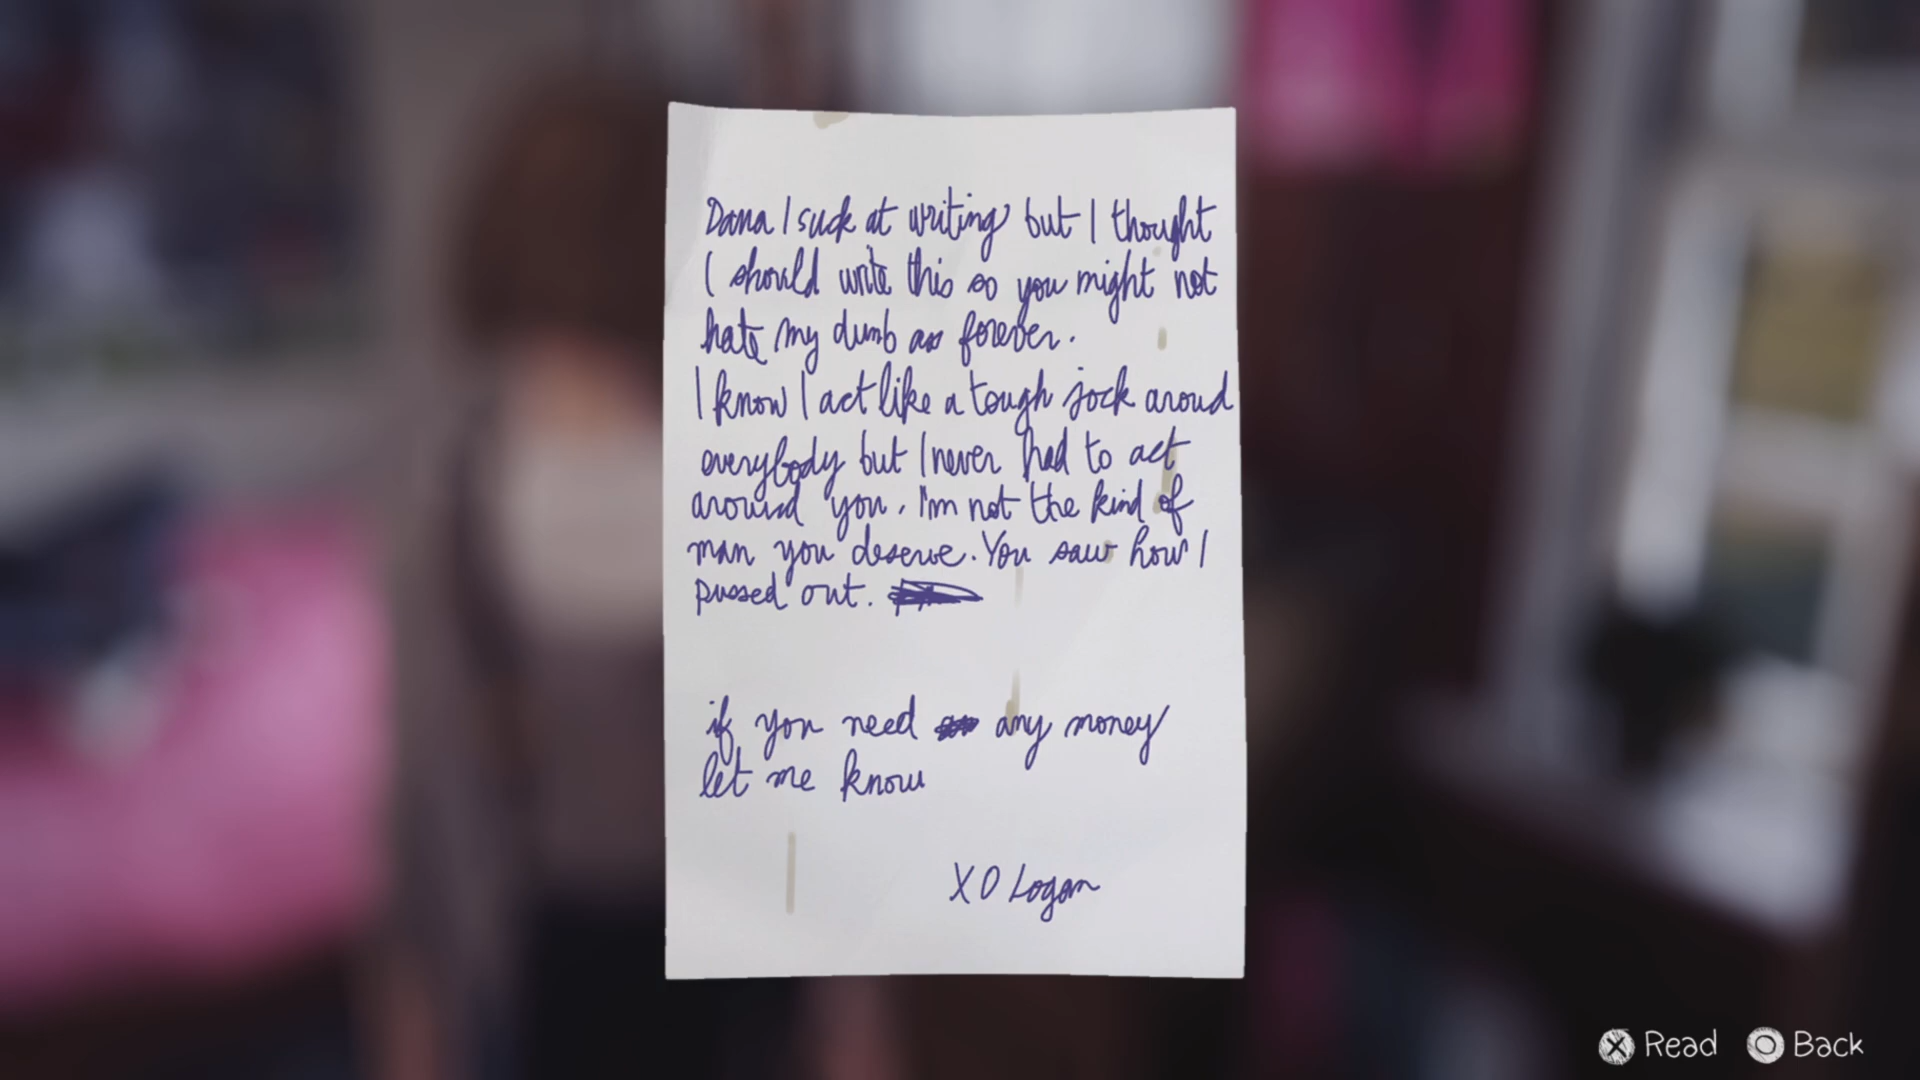 Dana I suck at writing but I thought
I should write this so you might not
hate my dumb ass forever.
I know I act like a tough jock aroud
everybody but I never had to act
around you. I'm not the kind of
man you deserve. You saw how I
pussed out.
if you need any money
let me know
XO Logan
Read
Back